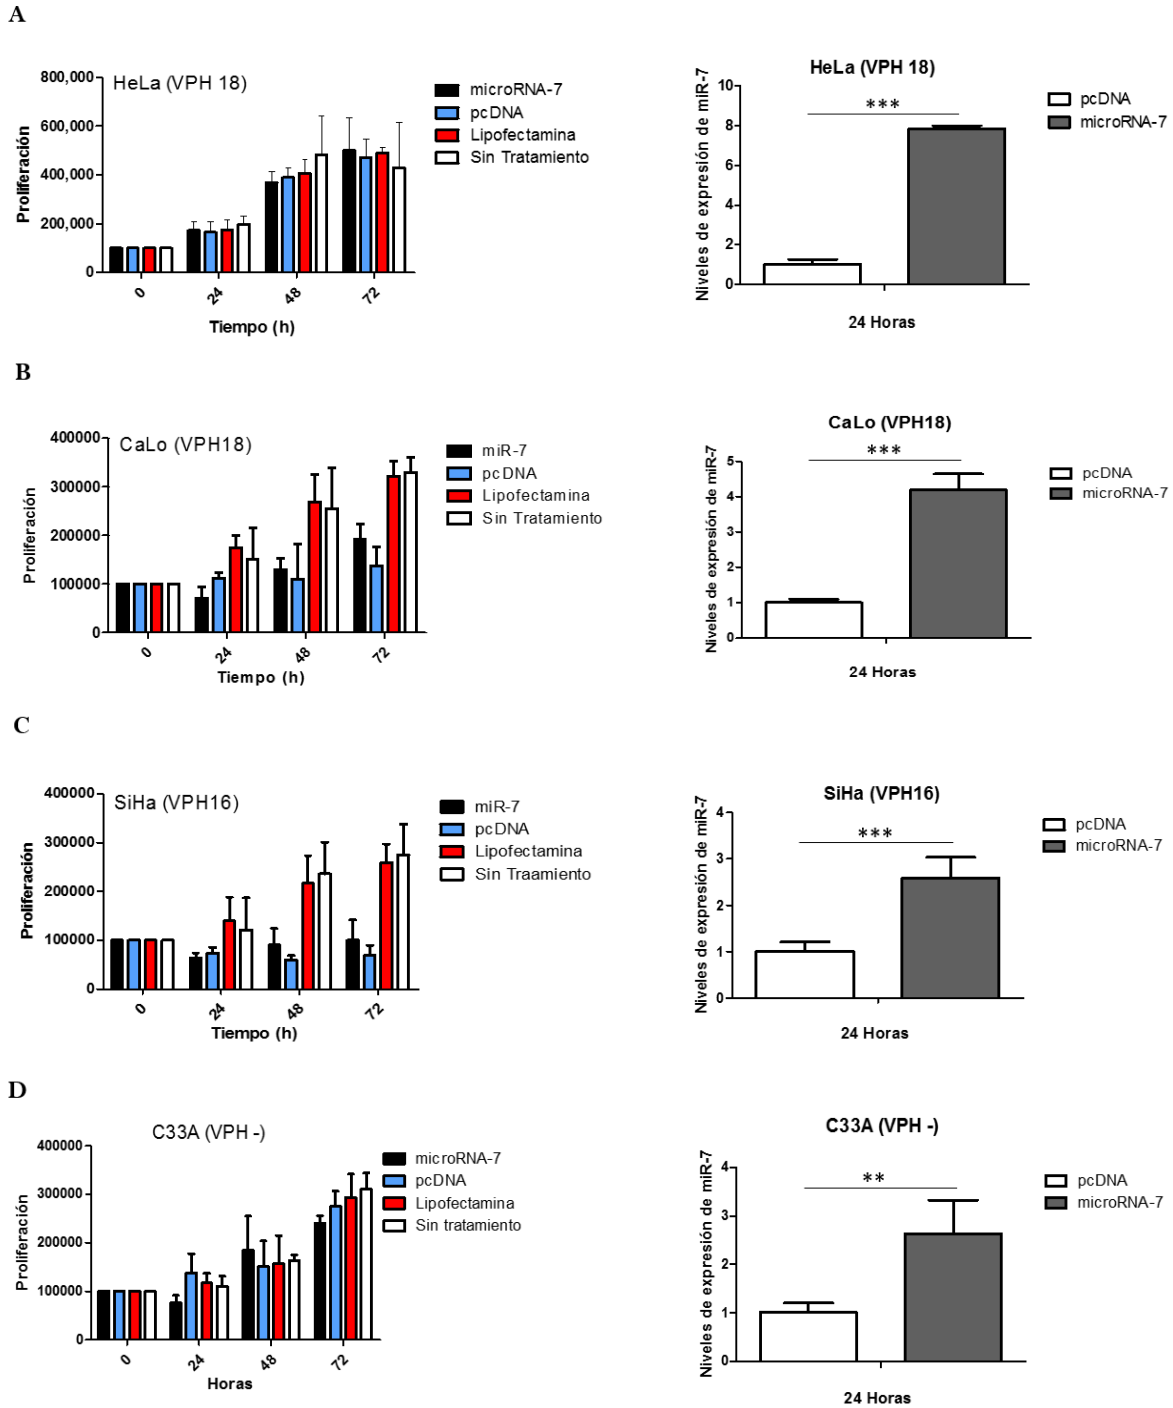 A
HeLa (VPH 18)
Proliferación
800,000
600,000
400,000
200,000
0
0
24
48
72
Tiempo (h)
microRNA-7
pcDNA
Lipofectamina
Sin Tratamiento
HeLa (VPH 18)
Niveles de expresión de miR-7
10
8
6
4
2
0
***
24 Horas
pcDNA
microRNA-7
B
CaLo (VPH18)
Proliferación
400000
300000
200000
100000
0
0
24
48
72
Tiempo (h)
miR-7
pcDNA
Lipofectamina
Sin Tratamiento
CaLo (VPH18)
Niveles de expresión de miR-7
5
4
3
2
1
0
***
24 Horas
pcDNA
microRNA-7
C
SiHa (VPH16)
Proliferación
400000
300000
200000
100000
0
0
24
48
72
Tiempo (h)
miR-7
pcDNA
Lipofectamina
Sin Traamiento
SiHa (VPH16)
Niveles de expresión de miR-7
4
3
2
1
0
***
24 Horas
pcDNA
microRNA-7
D
C33A (VPH -)
Proliferación
400000
300000
200000
100000
0
0
24
48
72
Horas
microRNA-7
pcDNA
Lipofectamina
Sin tratamiento
C33A (VPH -)
Niveles de expresión de miR-7
4
3
2
1
0
**
24 Horas
pcDNA
microRNA-7